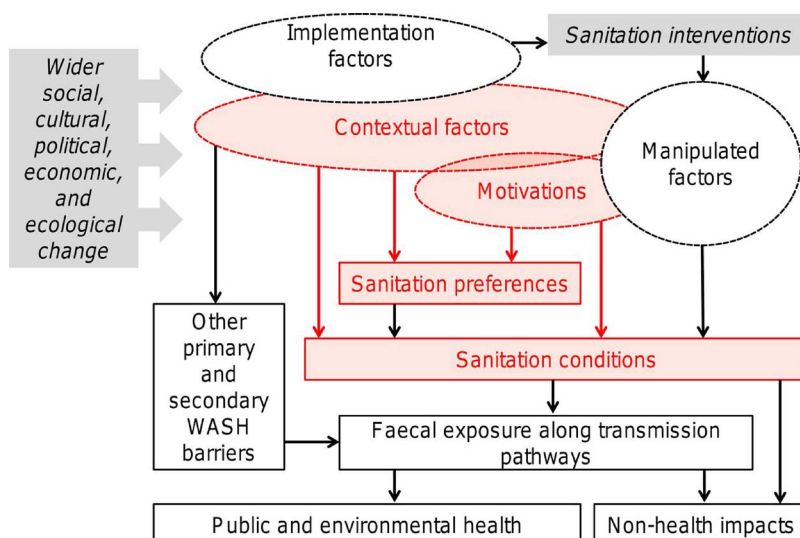 Implementation
factors
Sanitation interventions
Wider
social,
cultural,
political,
economic,
and
ecological
change
Contextual factors
Manipulated
factors
Motivations
Sanitation preferences
Other
primary
and
secondary
WASH
barriers
Sanitation conditions
Faecal exposure along transmission
pathways
Public and environmental health
Non-health impacts